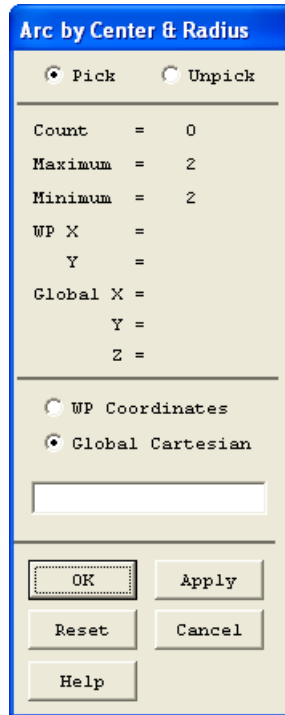 Arc by Center & Radius
Pick Unpick
Count = 0
Maximum = 2
Minimum = 2
WP X =
Y =
Global X =
Y =
Z =
WP Coordinates
Global Cartesian
OK Apply
Reset Cancel
Help